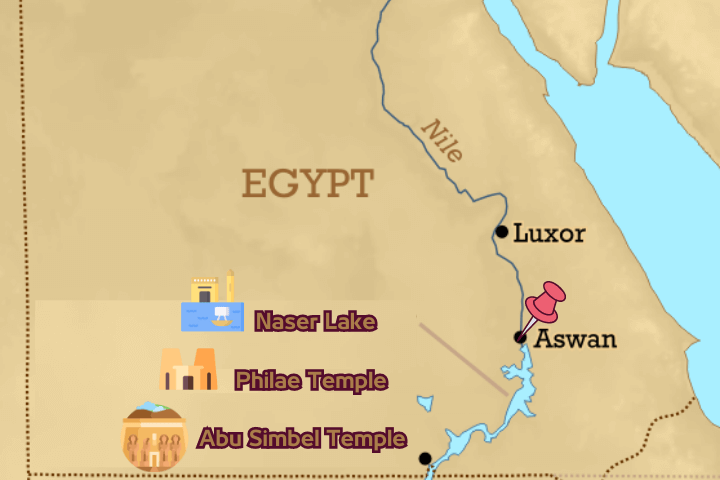 Nile
EGYPT
Luxor
Naser Lake
Aswan
Philae Temple
Abu Simbel Temple